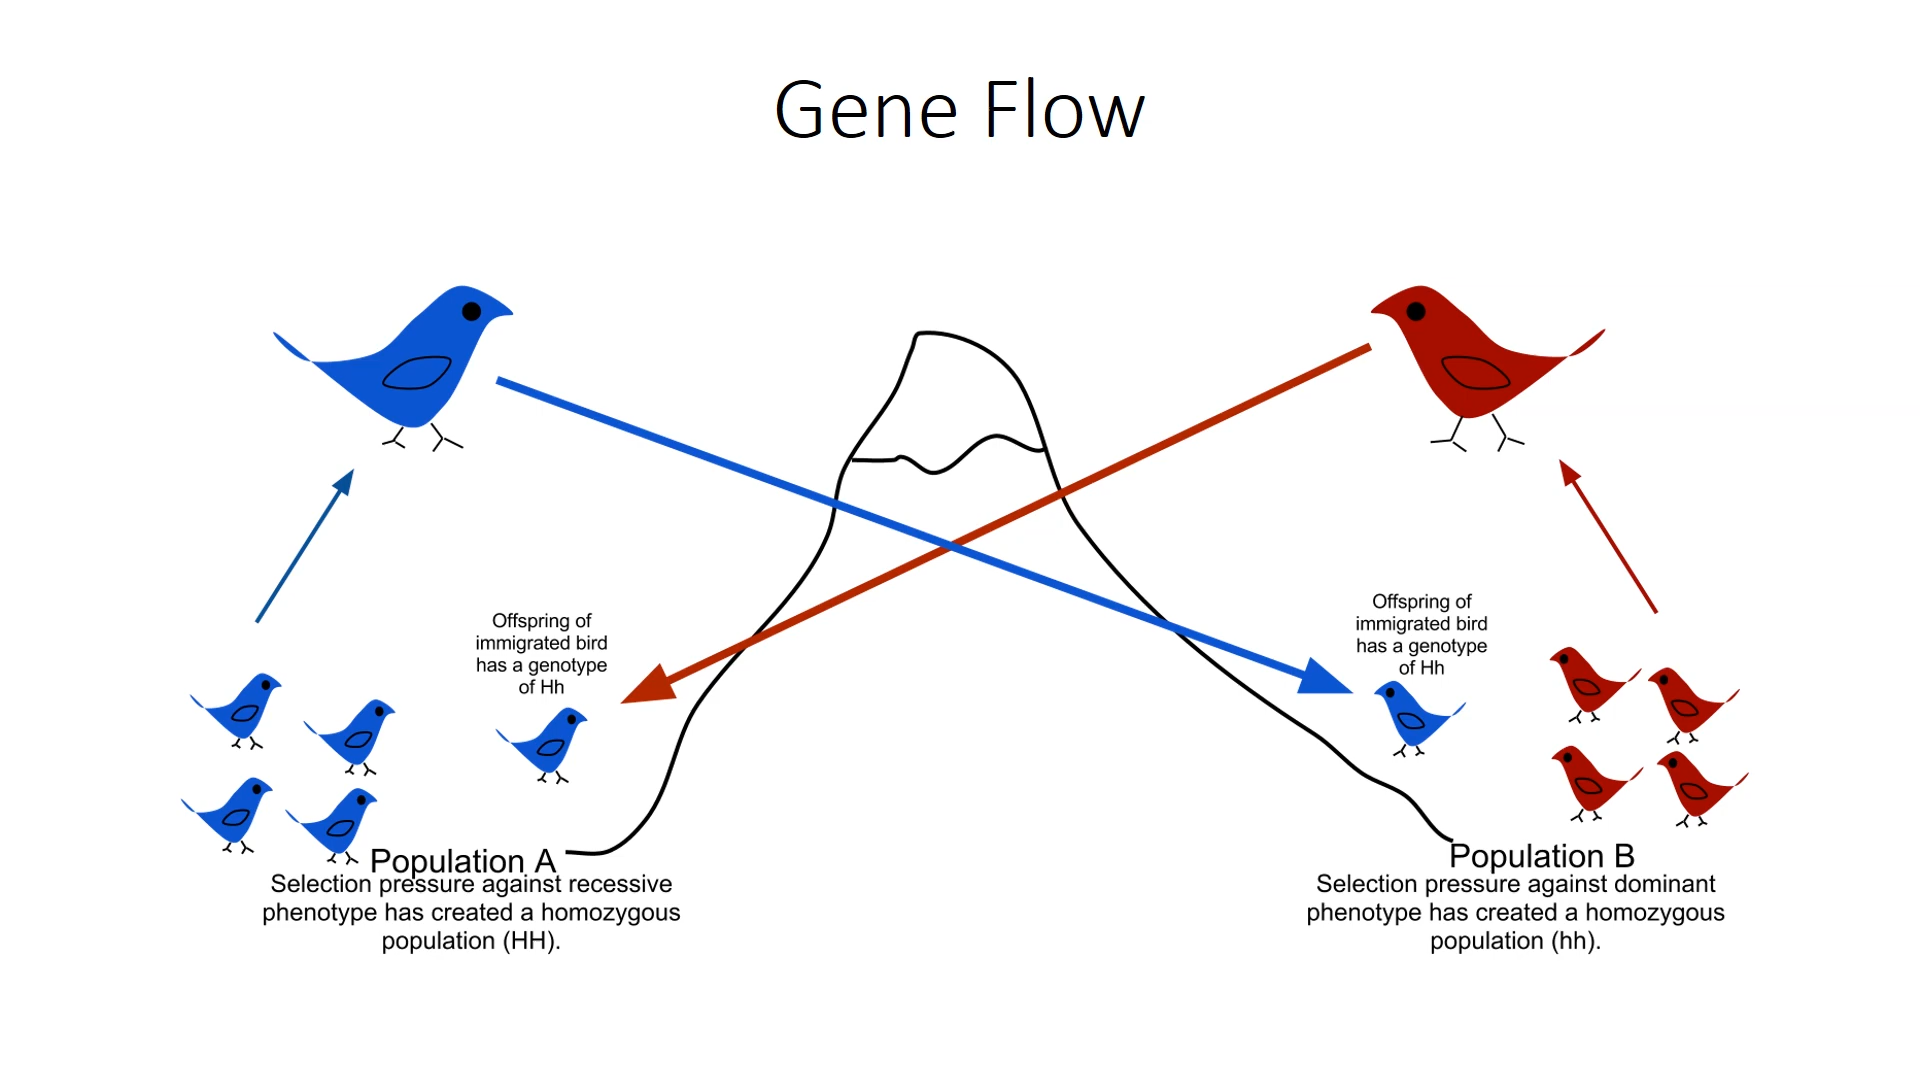 Gene Flow
Offspring of
immigrated bird
has a genotype
of Hh
Offspring of
immigrated bird
has a genotype
of Hh
Population A
Selection pressure against recessive
phenotype has created a homozygous
population (HH).
Population B
Selection pressure against dominant
phenotype has created a homozygous
population (hh).